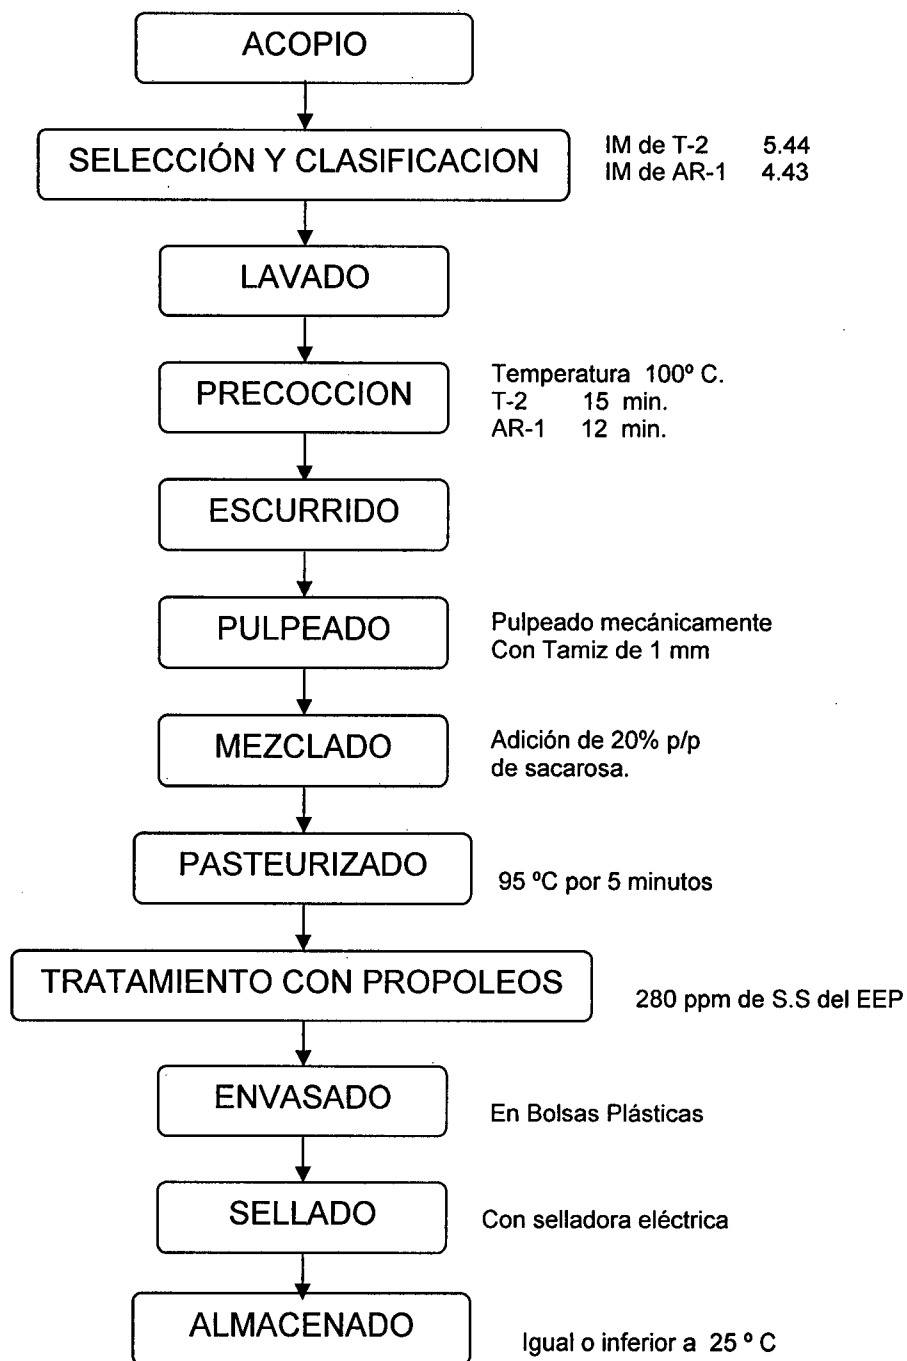 ACOPIO
SELECCIÓN Y CLASIFICACION
IM de T-2 5.44
IM de AR-1 4.43
LAVADO
PRECOCCION
Temperatura 100º C.
T-2 15 min.
AR-1 12 min.
ESCURRIDO
PULPEADO
Pulpeado mecánicamente
Con Tamiz de 1 mm
MEZCLADO
Adición de 20% p/p
de sacarosa.
PASTEURIZADO
95 ºC por 5 minutos
TRATAMIENTO CON PROPOLEOS
280 ppm de S.S del EEP
ENVASADO
En Bolsas Plásticas
SELLADO
Con selladora eléctrica
ALMACENADO
Igual o inferior a 25 º C